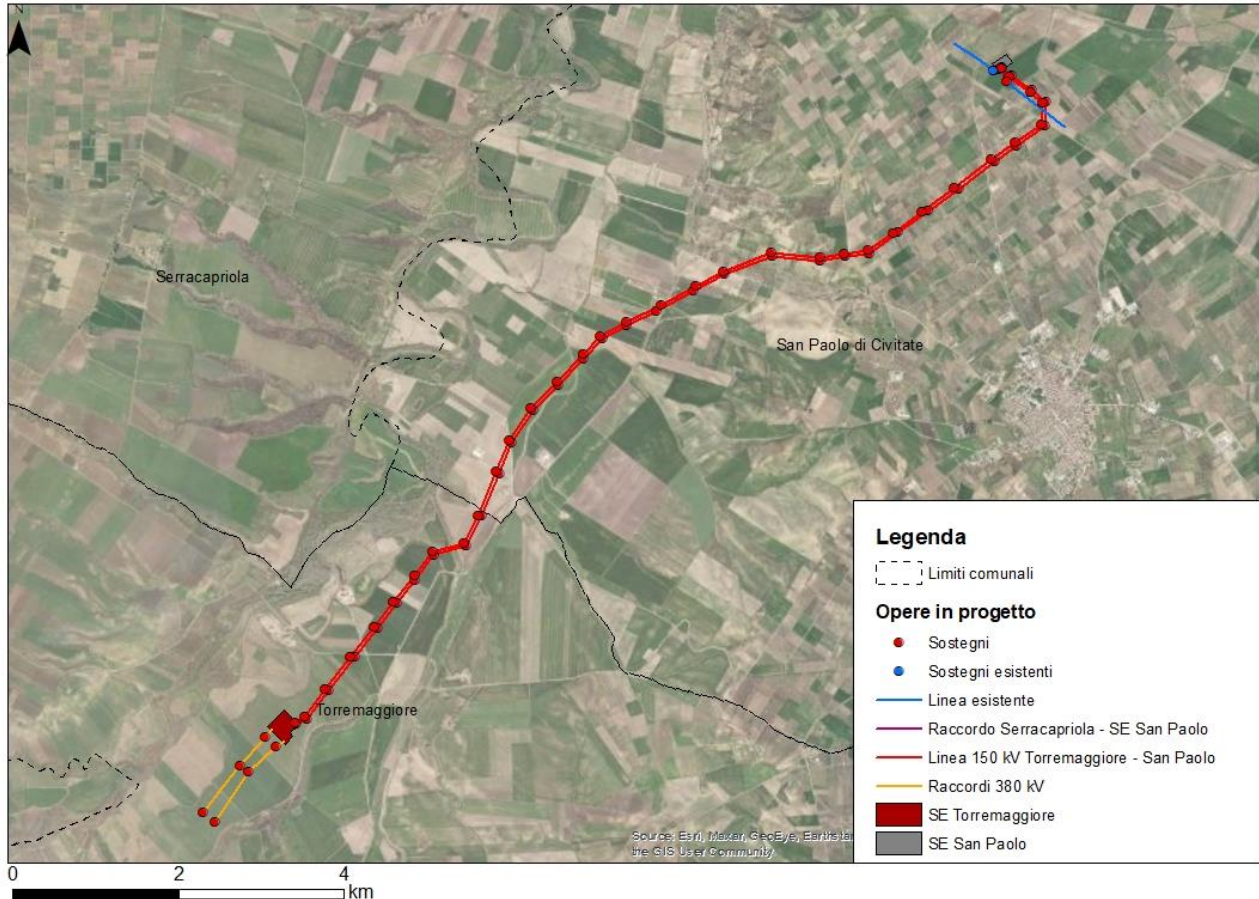 N
Serracapriola
San Paolo di Civitate
Torremaggiore
Legenda
Limiti comunali
Opere in progetto
Sostegni
Sostegni esistenti
Linea esistente
Raccordo Serracapriola - SE San Paolo
Linea 150 kV Torremaggiore - San Paolo
Raccordi 380 kV
SE Torremaggiore
SE San Paolo
Source: Esri, Maxar, GeoEye, Earthstar
the GIS User Community
0 2 4
km